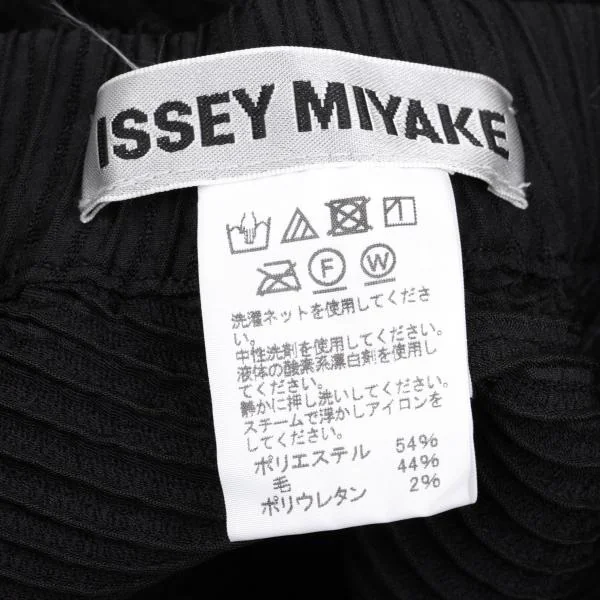 ISSEY MIYAKE
F W
洗濯ネットを使用してくださ
い。
中性洗剤を使用してください。
液体の酸素系漂白剤を使用し
てください。
静かに押し洗いしてください。
スチームで浮かしアイロンを
してください。
ポリエステル 54%
毛 44%
ポリウレタン 2%